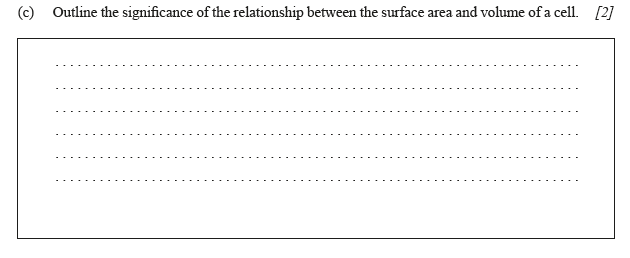 (c) Outline the significance of the relationship between the surface area and volume of a cell. [2]